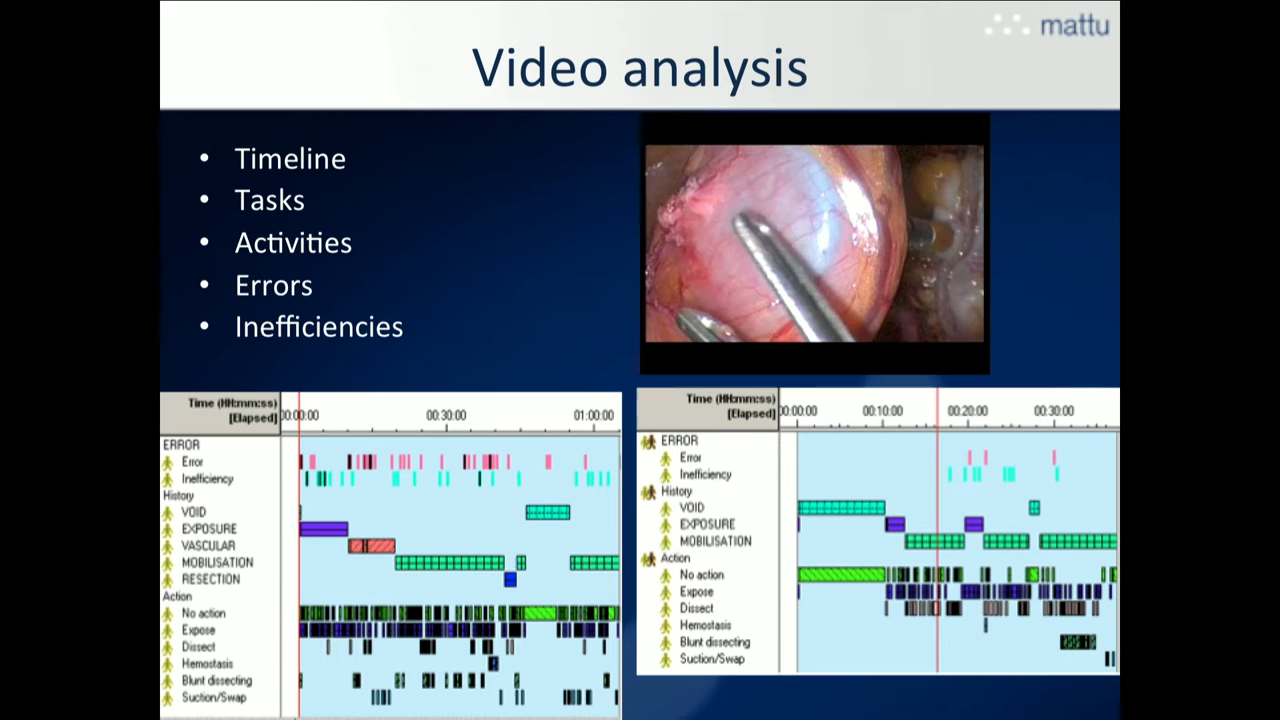 mattu
Video analysis
• Timeline
• Tasks
• Activities
• Errors
• Inefficiencies
Time (HH:mm:ss)
[Elapsed]
00:00:00 00:30:00 01:00:00
ERROR
Error
Inefficiency
History
VOID
EXPOSURE
VASCULAR
MOBILISATION
RESECTION
Action
No action
Expose
Dissect
Hemostasis
Blunt dissecting
Suction/Swap
Time (HH:mm:ss)
[Elapsed]
00:00:00 00:10:00 00:20:00 00:30:00
ERROR
Error
Inefficiency
History
VOID
EXPOSURE
MOBILISATION
Action
No action
Expose
Dissect
Hemostasis
Blunt dissecting
Suction/Swap